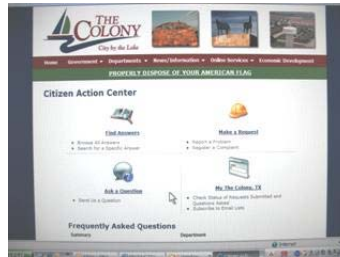 THE
COLONY
City by the Lake
Home Government Departments News/Information Online Services Economic Development
PROPERLY DISPOSE OF YOUR AMERICAN FLAG
Citizen Action Center
Find Answers
• Browse All Answers
• Search for a Specific Answer
Make a Request
• Report a Problem
• Register a Complaint
Ask a Question
• Send Us a Question
My The Colony, TX
• Check Status of Requests Submitted and
Questions Asked
• Subscribe to Email Lists
Frequently Asked Questions
Summary Department
Internet